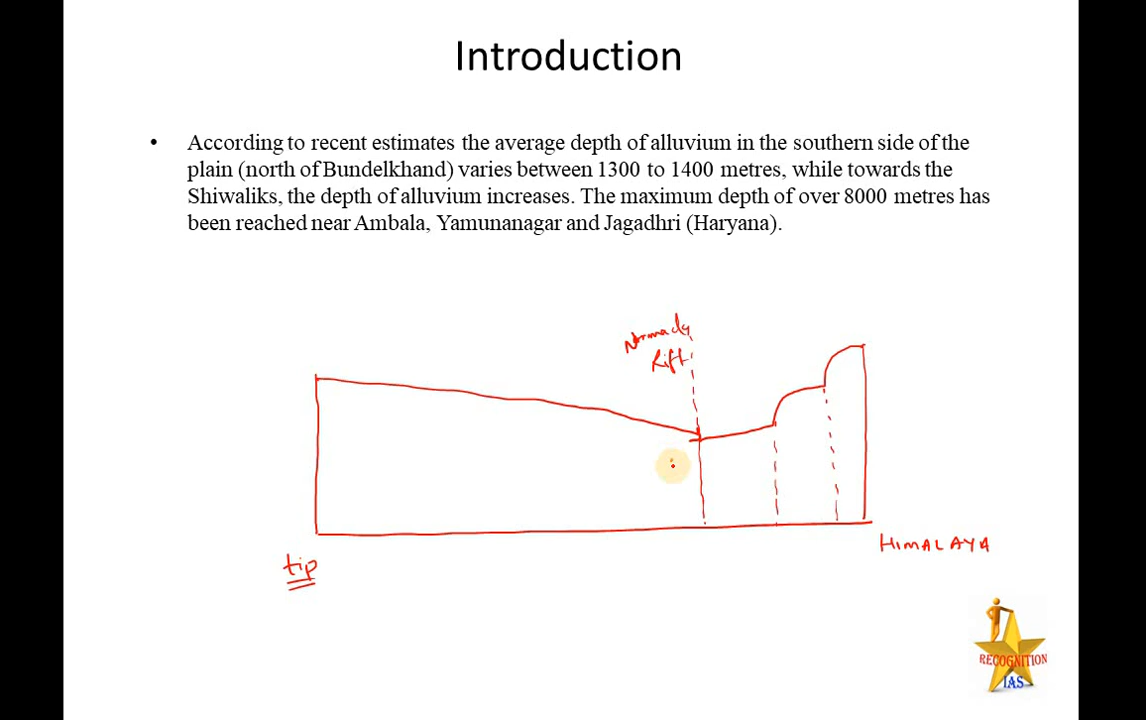 Introduction
• According to recent estimates the average depth of alluvium in the southern side of the
plain (north of Bundelkhand) varies between 1300 to 1400 metres, while towards the
Shiwaliks, the depth of alluvium increases. The maximum depth of over 8000 metres has
been reached near Ambala, Yamunanagar and Jagadhri (Haryana).
Rift
HIMALAYA
tip
RECOGNITION
IAS